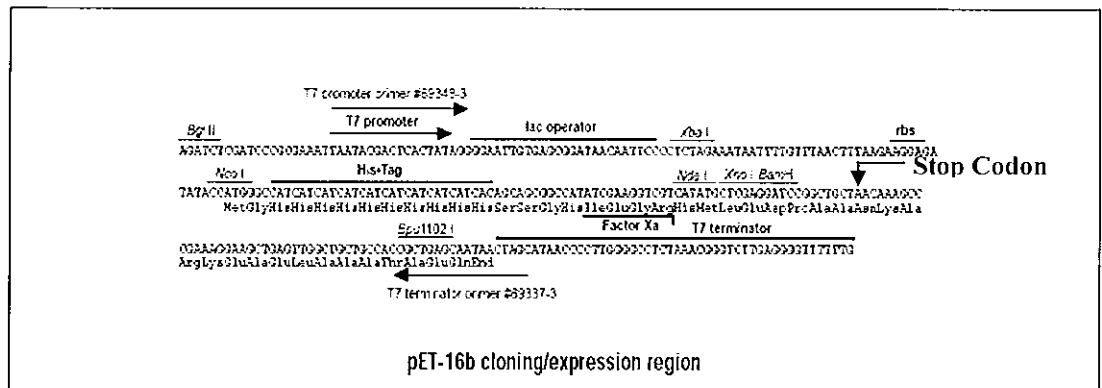 T7 promoter primer #69348-3
Bgl II T7 promoter lac operator Xba I rbs
AGATCTCGATCCCGCGAAATTAATACGACTCACTATAGGGGAATTGTGAGCGGATAACAATTCCCCTCTAGAAATAATTTTGTTTAACTTTAAGAAGGAGA
Stop Codon
Nco I His•Tag Nde I Xho I BamH I
TATACCATGGGCCATCATCATCATCATCATCATCATCATCACAGCAGCGGCCATATCGAAGGTCGTCATATGCTCGAGGATCCGGCTGCTAACAAAGCC
MetGlyHisHisHisHisHisHisHisHisHisHisSerSerGlyHisIleGluGlyArgHisMetLeuGluAspProAlaAlaAsnLysAla
Bpu1102 I Factor Xa T7 terminator
CGAAAGGAAGCTGAGTTGGCTGCTGCCACCGCTGAGCAATAACTAGCATAACCCCTTGGGGCCTCTAAACGGGTCTTGAGGGGTTTTTTG
ArgLysGluAlaGluLeuAlaAlaAlaThrAlaGluGlnEnd
T7 terminator primer #69337-3
pET-16b cloning/expression region